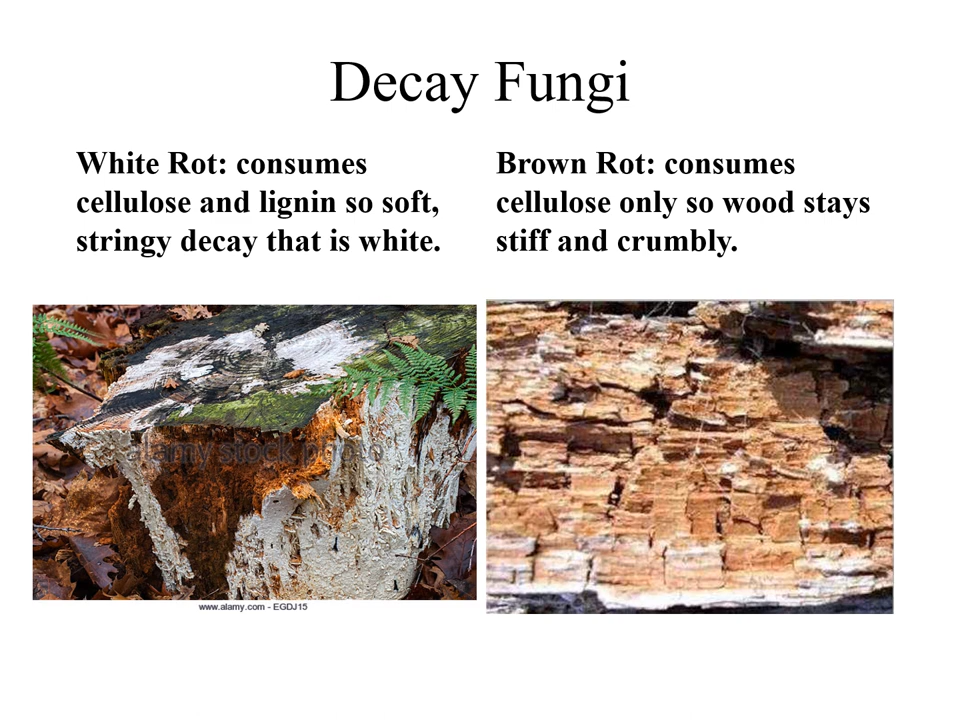 Decay Fungi
White Rot: consumes
cellulose and lignin so soft,
stringy decay that is white.
Brown Rot: consumes
cellulose only so wood stays
stiff and crumbly.
alamy stock photo
www.alamy.com - EGDJ15